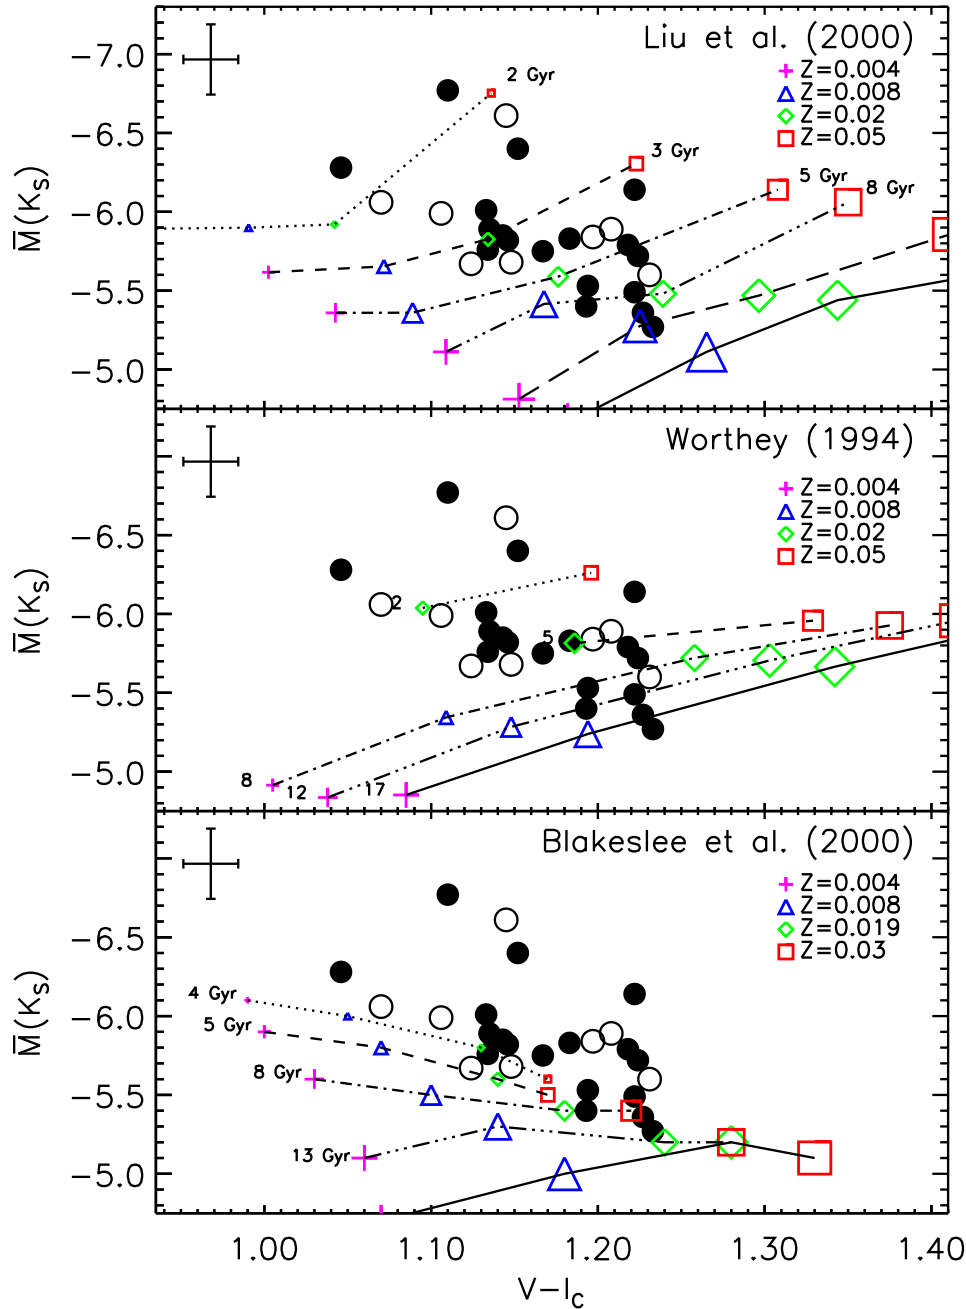 Liu et al. (2000)
−7.0
2 Gyr
Z=0.004
Z=0.008
Z=0.02
Z=0.05
−6.5
3 Gyr
5 Gyr
8 Gyr
−6.0
−5.5
−5.0
M̅(Kₛ)
Worthey (1994)
Z=0.004
Z=0.008
Z=0.02
Z=0.05
−6.5
2
−6.0
5
−5.5
−5.0
8
12
17
M̅(Kₛ)
Blakeslee et al. (2000)
Z=0.004
Z=0.008
Z=0.019
Z=0.03
−6.5
4 Gyr
−6.0
5 Gyr
8 Gyr
−5.5
13 Gyr
−5.0
M̅(Kₛ)
1.00 1.10 1.20 1.30 1.40
V−I_c